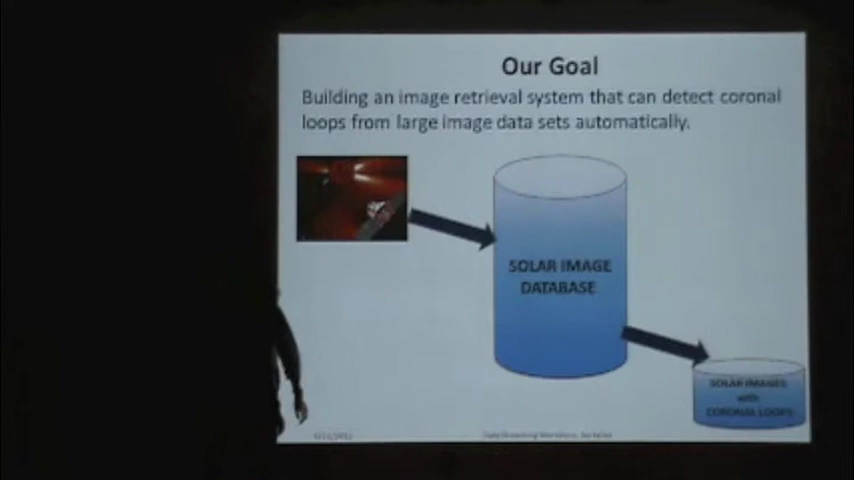 Our Goal
Building an image retrieval system that can detect coronal
loops from large image data sets automatically.
SOLAR IMAGE
DATABASE
SOLAR IMAGES
with
CORONAL LOOPS